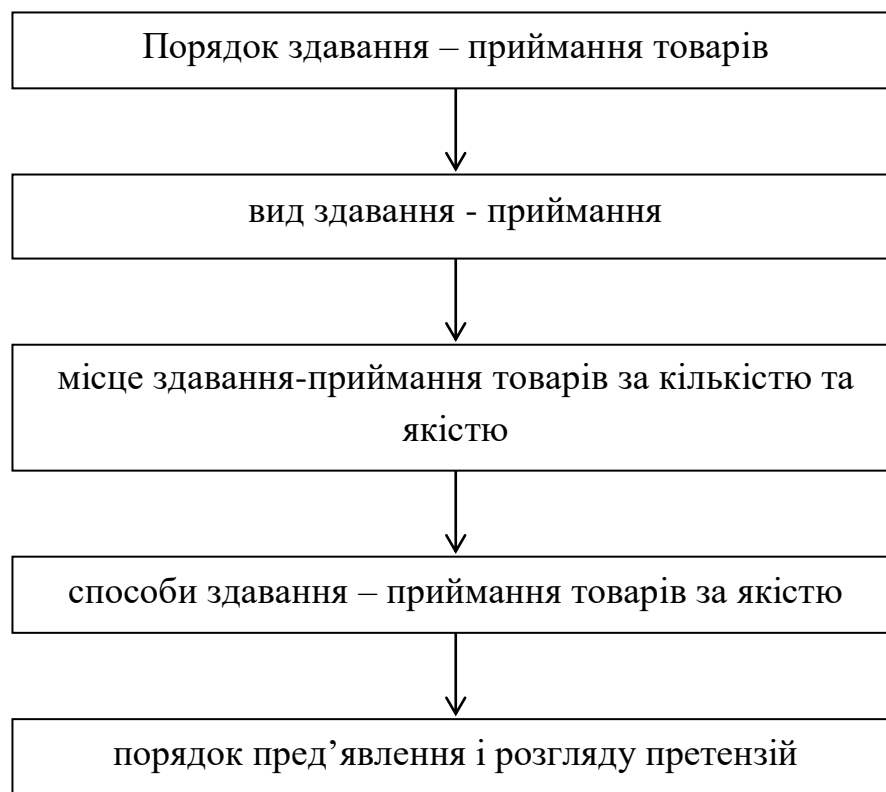 Порядок здавання – приймання товарів
вид здавання - приймання
місце здавання-приймання товарів за кількістю та
якістю
способи здавання – приймання товарів за якістю
порядок пред’явлення і розгляду претензій